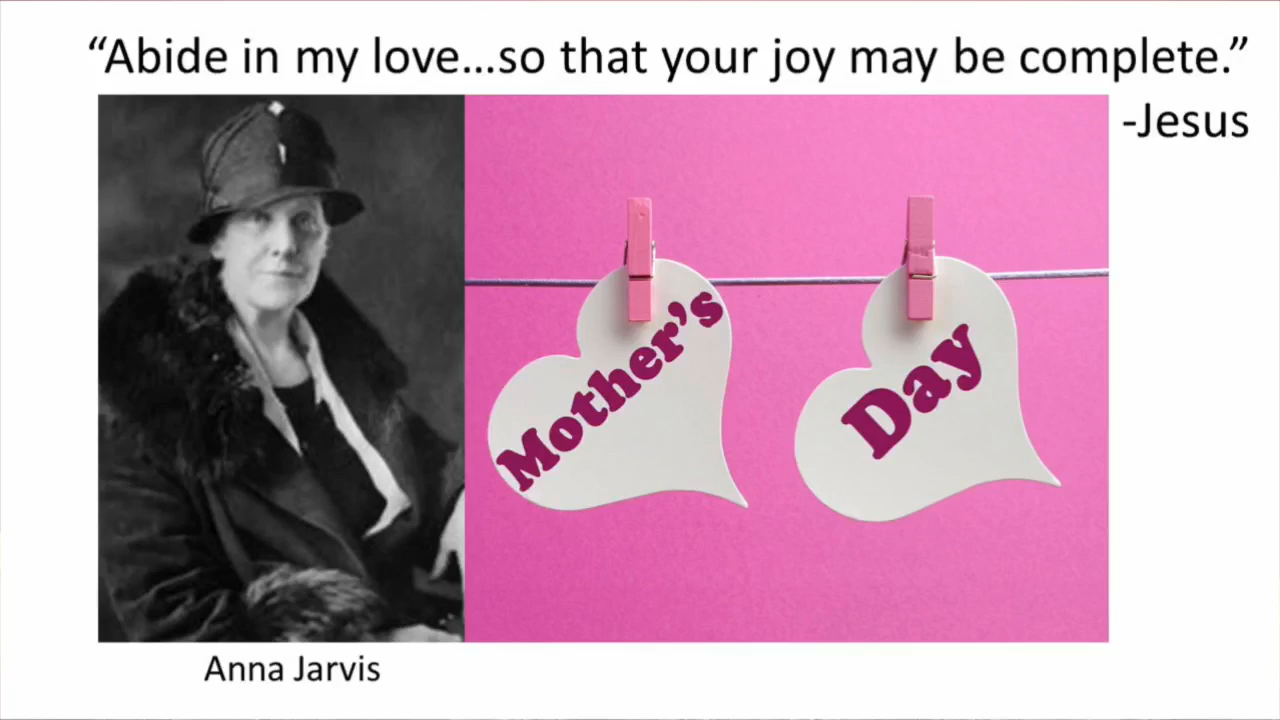 “Abide in my love...so that your joy may be complete.”
-Jesus
Mother’s
Day
Anna Jarvis